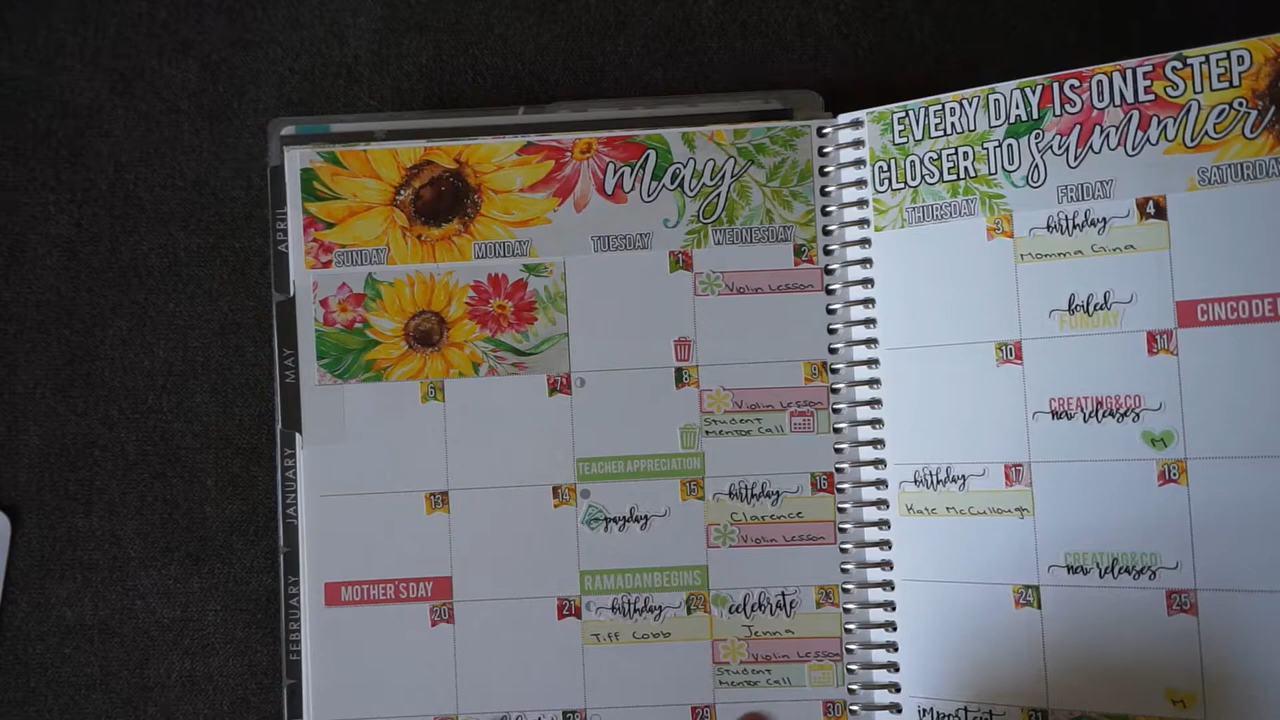 may
EVERY DAY IS ONE STEP
CLOSER TO summer
SUNDAY MONDAY TUESDAY WEDNESDAY
THURSDAY FRIDAY SATURDA
APRIL
MAY
JANUARY
FEBRUARY
1 2
Violin Lesson
3 4
birthday
Momma Gina
boiled
FUNDAY
CINCO DE
6 7 8 9
Violin Lesson
Student
Mentor Call
TEACHER APPRECIATION
10 11
CREATING&CO
new releases
M
13 14 15 16
payday
birthday
Clarence
Violin Lesson
MOTHER'S DAY
RAMADAN BEGINS
17 18
birthday
Kate McCullough
CREATING&CO
new releases
20 21 22 23
birthday
Tiff Cobb
celebrate
Jenna
Violin Lesson
Student
Mentor Call
24 25
M
29 30
important
31